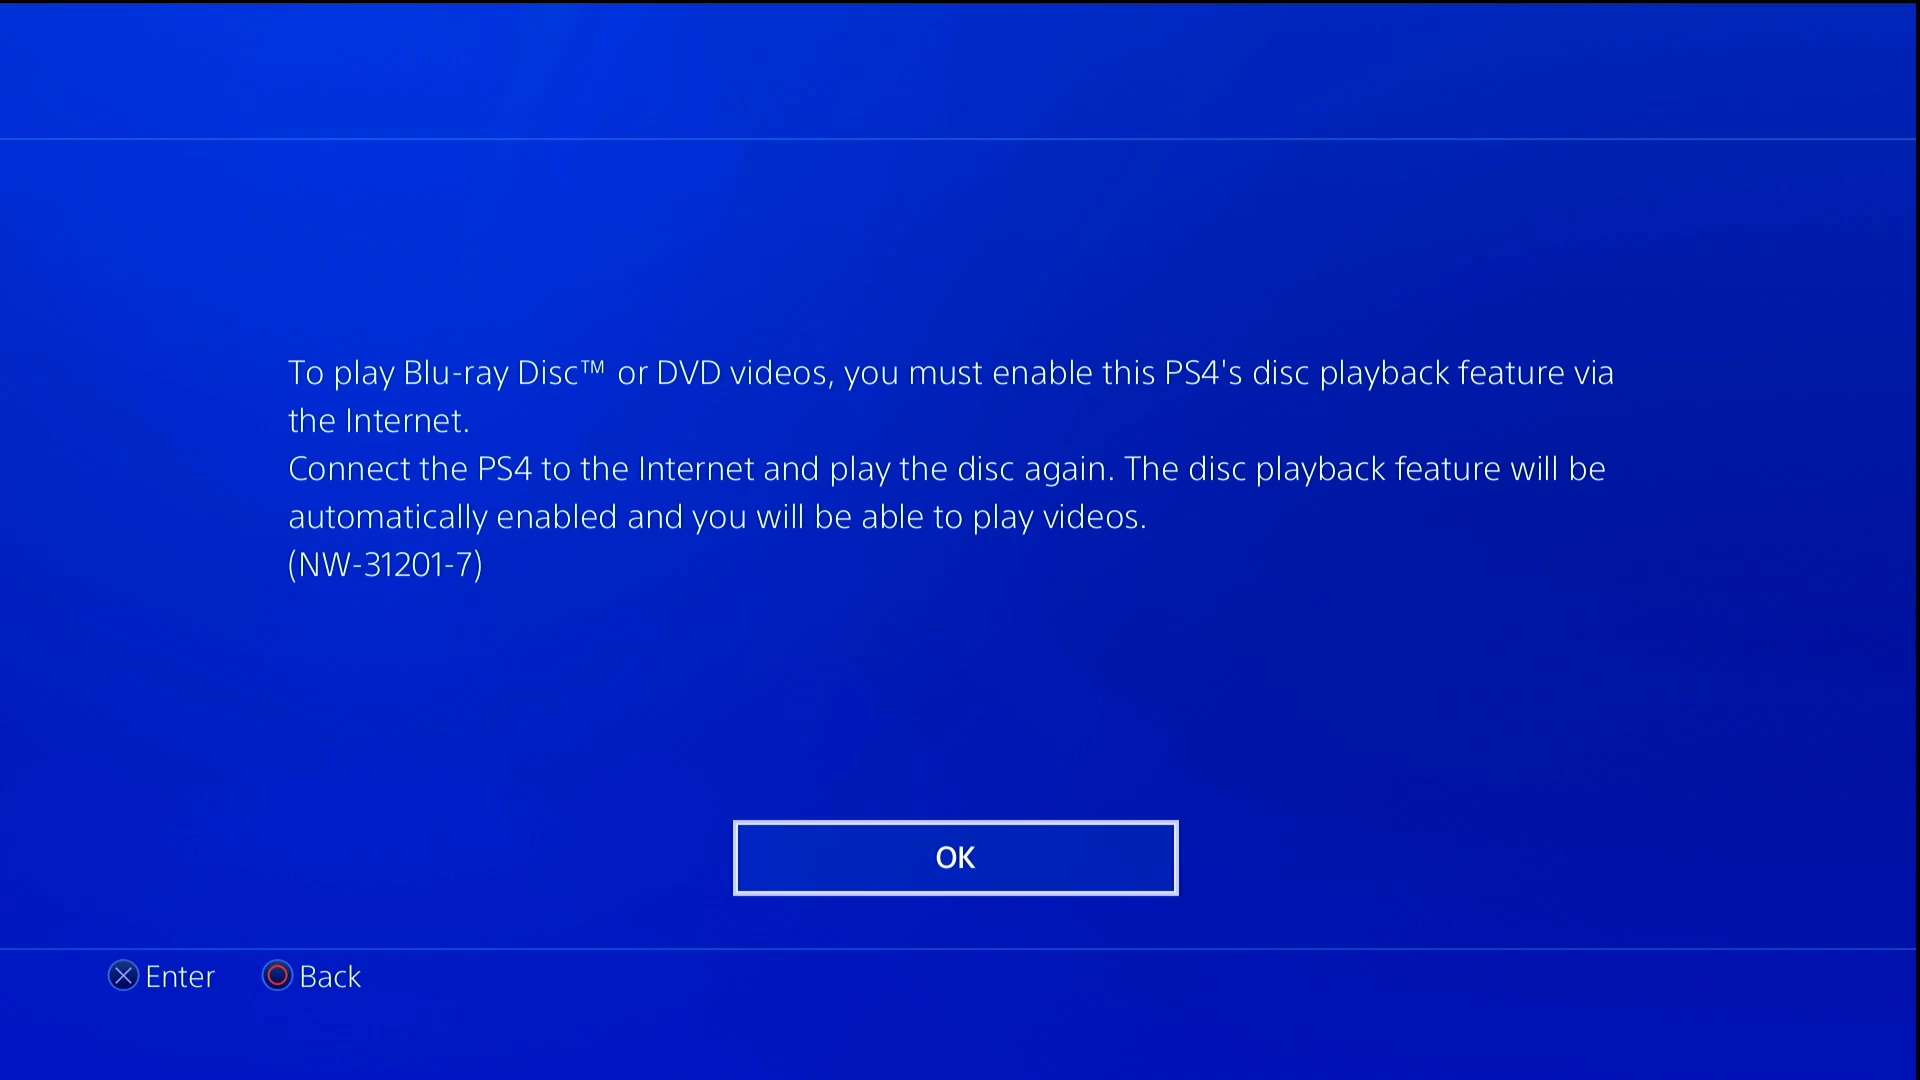 To play Blu-ray Disc™ or DVD videos, you must enable this PS4's disc playback feature via
the Internet.
Connect the PS4 to the Internet and play the disc again. The disc playback feature will be
automatically enabled and you will be able to play videos.
(NW-31201-7)
OK
Enter Back